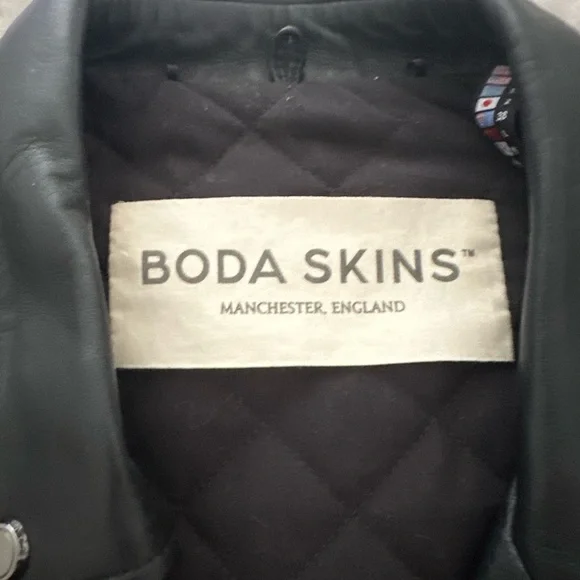 BODA SKINS™
MANCHESTER, ENGLAND